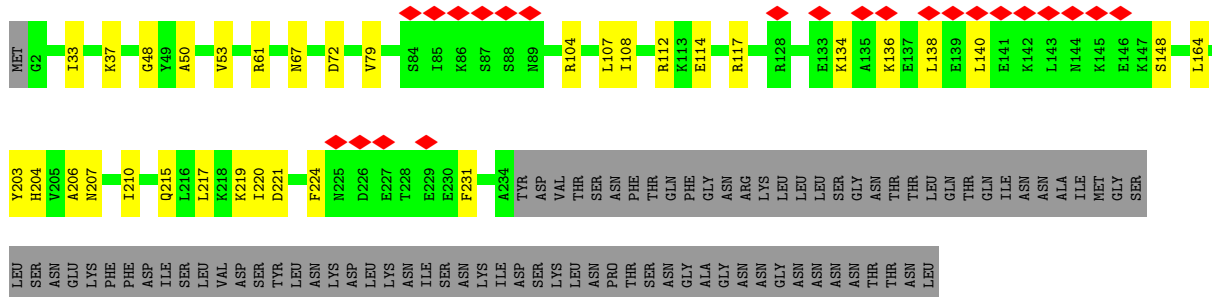 MET G2 I33 K37 G48 Y49 A50 V53 R61 N67 D72 V79 S84 I85 K86 S87 S88 N89 R104 L107 I108 R112 K113 E114 R117 R128 E133 K134 A135 K136 E137 L138 E139 L140 E141 K142 L143 N144 K145 E146 K147 S148 L164
Y203 H204 V205 A206 N207 I210 Q215 L216 L217 K218 K219 I220 D221 F224 N225 D226 E227 T228 E229 E230 F231 A234 TYR ASP VAL THR SER ASN PHE THR GLN PHE GLY ASN ARG LYS LEU LEU LEU SER GLY ASN THR THR LEU GLN THR GLN ILE ASN ASN ALA ILE MET GLY SER
LEU SER ASN GLU LYS PHE PHE ASP ILE SER LEU VAL ASP SER TYR LEU ASN LYS ASP LEU LYS ASN ILE SER ASN LYS ILE ASP SER LYS LEU ASN PRO THR SER ASN GLY ALA GLY ASN ASN GLY ASN ASN ASN ASN THR THR ASN LEU